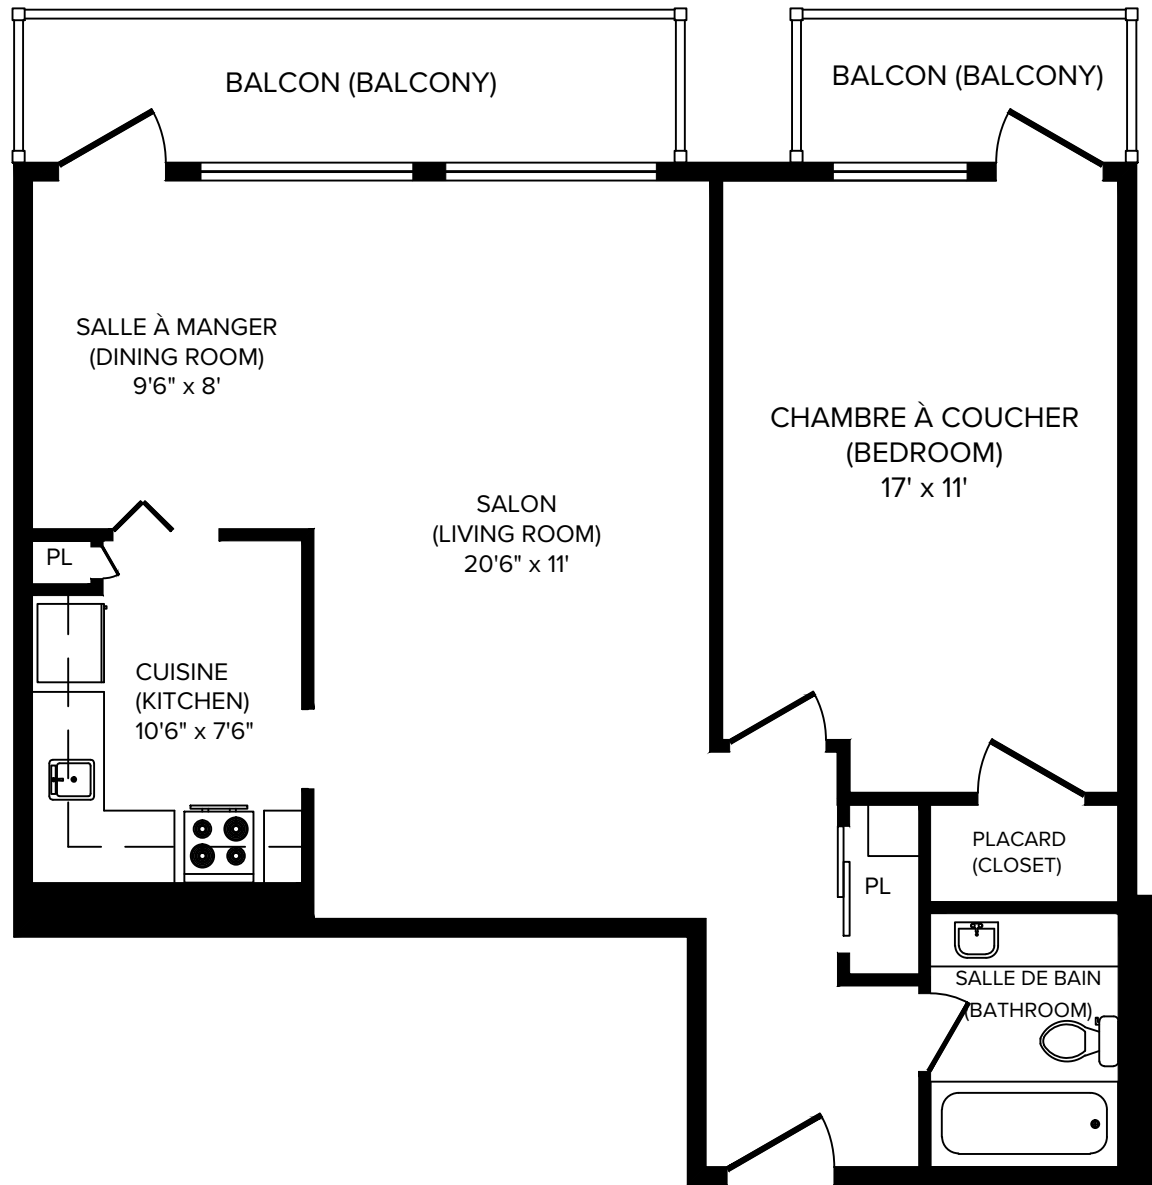 BALCON (BALCONY)
BALCON (BALCONY)
SALLE À MANGER
(DINING ROOM)
9'6" x 8'
CHAMBRE À COUCHER
(BEDROOM)
17' x 11'
SALON
(LIVING ROOM)
20'6" x 11'
PL
CUISINE
(KITCHEN)
10'6" x 7'6"
PLACARD
(CLOSET)
PL
SALLE DE BAIN
(BATHROOM)